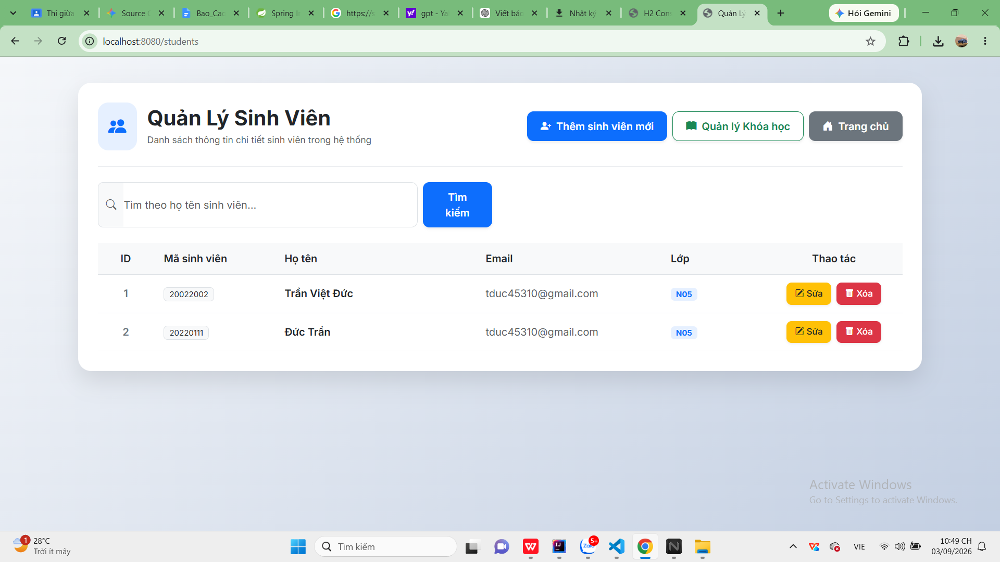 Thi giữa
Source
Bao_Cac
Spring I
https://s
gpt - Ya
Viết báo
Nhật ký
H2 Cons
Quản Lý
Hỏi Gemini
localhost:8080/students
Quản Lý Sinh Viên
Danh sách thông tin chi tiết sinh viên trong hệ thống
Thêm sinh viên mới
Quản lý Khóa học
Trang chủ
Tìm theo họ tên sinh viên...
Tìm
kiếm
ID Mã sinh viên Họ tên Email Lớp Thao tác
1 20022002 Trần Việt Đức tduc45310@gmail.com N05 Sửa Xóa
2 20220111 Đức Trần tduc45310@gmail.com N05 Sửa Xóa
Activate Windows
Go to Settings to activate Windows.
1
28°C
Trời ít mây
Tìm kiếm
Zalo
5+
VIE
10:49 CH
03/09/2026